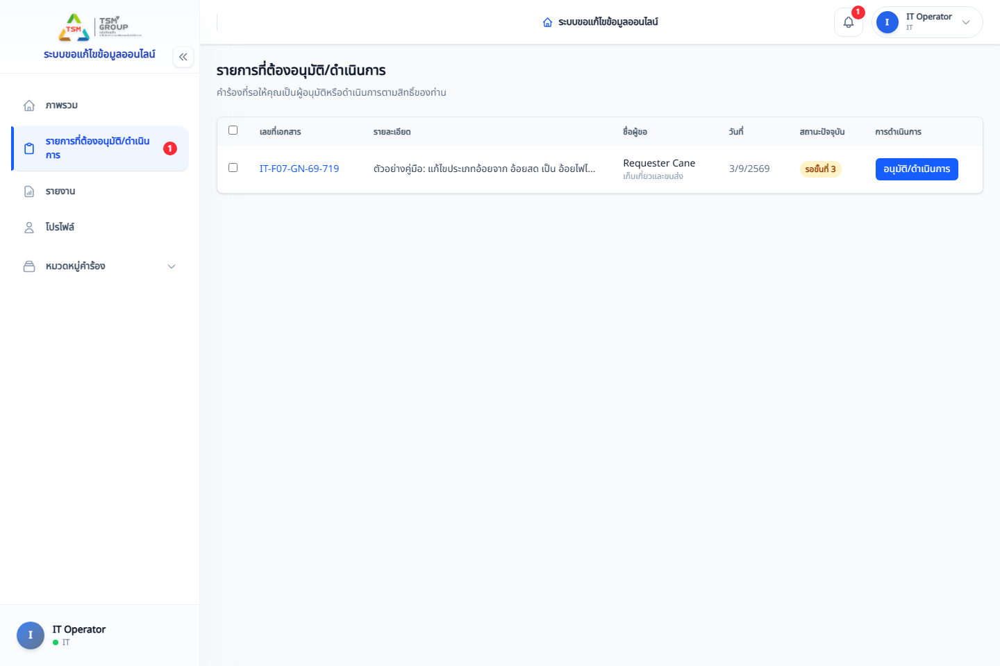 TSM
TSM
GROUP
ระบบขอแก้ไขข้อมูลออนไลน์
ภาพรวม
รายการที่ต้องอนุมัติ/ดำเนิน
การ
1
รายงาน
โปรไฟล์
หมวดหมู่คำร้อง
I
IT Operator
IT
ระบบขอแก้ไขข้อมูลออนไลน์
1
I
IT Operator
IT
รายการที่ต้องอนุมัติ/ดำเนินการ
คำร้องที่รอให้คุณเป็นผู้อนุมัติหรือดำเนินการตามสิทธิ์ของท่าน
เลขที่เอกสาร รายละเอียด ชื่อผู้ขอ วันที่ สถานะปัจจุบัน การดำเนินการ
IT-F07-GN-69-719 ตัวอย่างคู่มือ: แก้ไขประเภทอ้อยจาก อ้อยสด เป็น อ้อยไฟไ... Requester Cane 3/9/2569 รอขั้นที่ 3 อนุมัติ/ดำเนินการ
เก็บเกี่ยวและขนส่ง